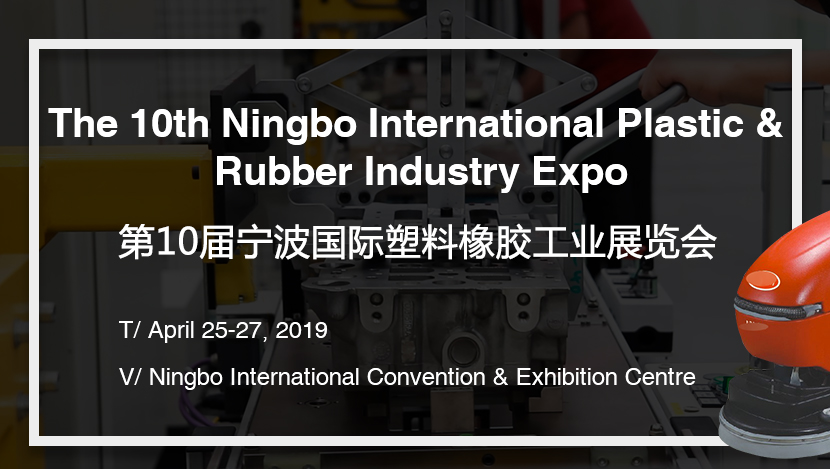 The 10th Ningbo International Plastic &
Rubber Industry Expo
第10届宁波国际塑料橡胶工业展览会
T/ April 25-27, 2019
V/ Ningbo International Convention & Exhibition Centre